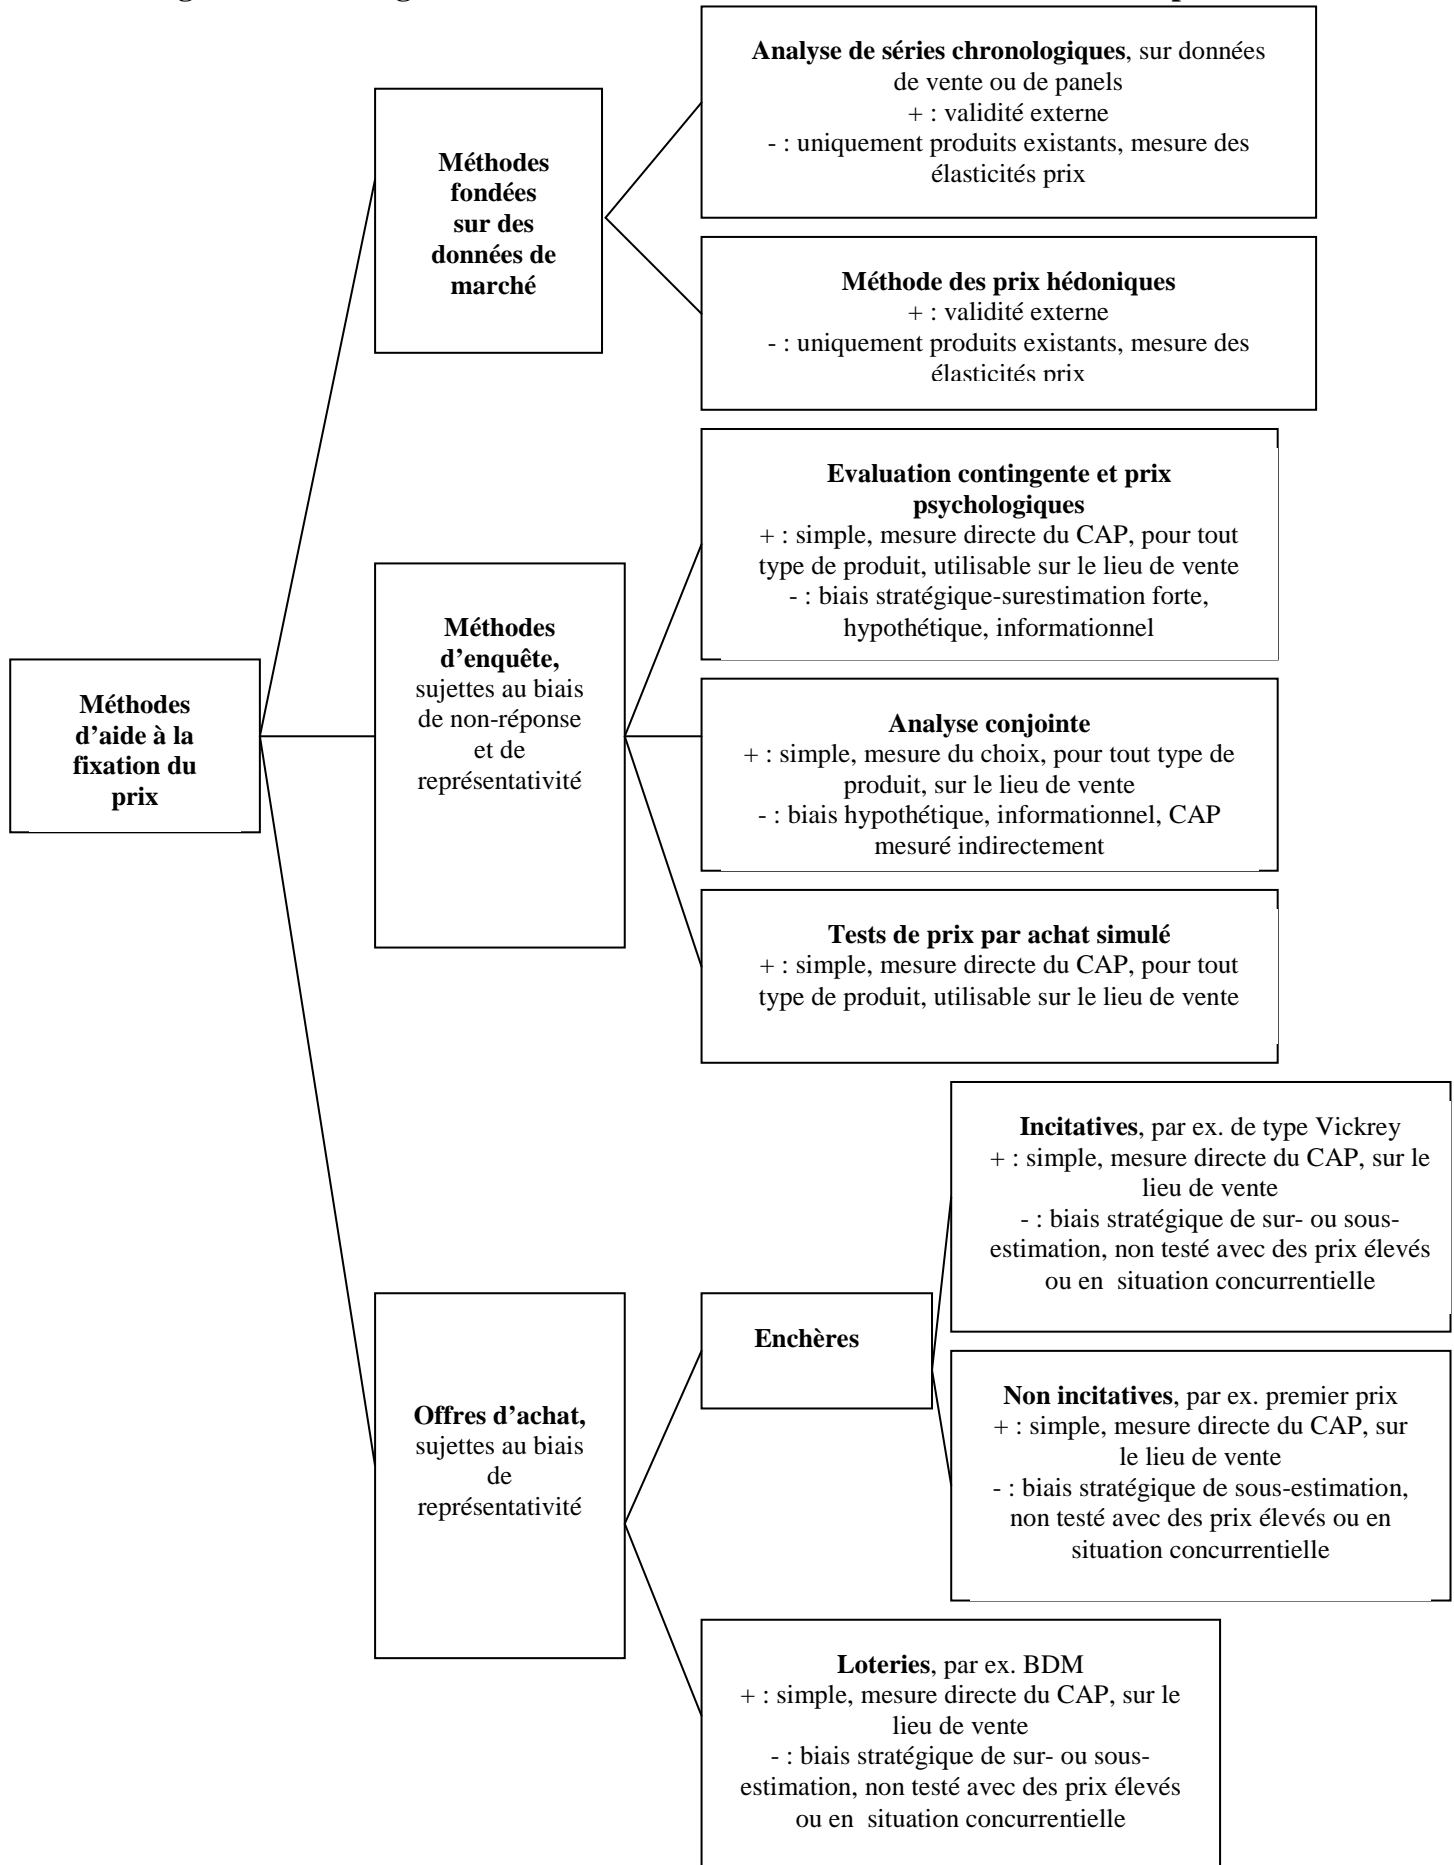 Méthodes
d’aide à la
fixation du
prix
Méthodes
fondées
sur des
données de
marché
Analyse de séries chronologiques, sur données
de vente ou de panels
+ : validité externe
- : uniquement produits existants, mesure des
élasticités prix
Méthode des prix hédoniques
+ : validité externe
- : uniquement produits existants, mesure des
élasticités prix
Méthodes
d’enquête,
sujettes au biais
de non-réponse
et de
représentativité
Evaluation contingente et prix
psychologiques
+ : simple, mesure directe du CAP, pour tout
type de produit, utilisable sur le lieu de vente
- : biais stratégique-surestimation forte,
hypothétique, informationnel
Analyse conjointe
+ : simple, mesure du choix, pour tout type de
produit, sur le lieu de vente
- : biais hypothétique, informationnel, CAP
mesuré indirectement
Tests de prix par achat simulé
+ : simple, mesure directe du CAP, pour tout
type de produit, utilisable sur le lieu de vente
Offres d’achat,
sujettes au biais
de
représentativité
Enchères
Incitatives, par ex. de type Vickrey
+ : simple, mesure directe du CAP, sur le
lieu de vente
- : biais stratégique de sur- ou sous-
estimation, non testé avec des prix élevés
ou en  situation concurrentielle
Non incitatives, par ex. premier prix
+ : simple, mesure directe du CAP, sur
le lieu de vente
- : biais stratégique de sous-estimation,
non testé avec des prix élevés ou en
situation concurrentielle
Loteries, par ex. BDM
+ : simple, mesure directe du CAP, sur le
lieu de vente
- : biais stratégique de sur- ou sous-
estimation, non testé avec des prix élevés
ou en  situation concurrentielle